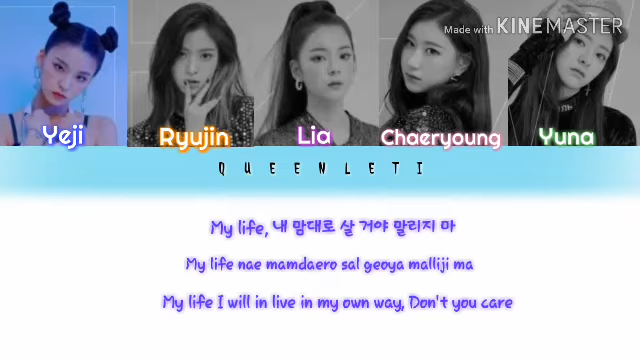 Made with KINEMASTER
Yeji Ryujin Lia Chaeryoung Yuna
QUEENLETI
My life, 내 맘대로 살 거야 말리지 마
My life nae mamdaero sal geoya malliji ma
My life I will in live in my own way, Don't you care